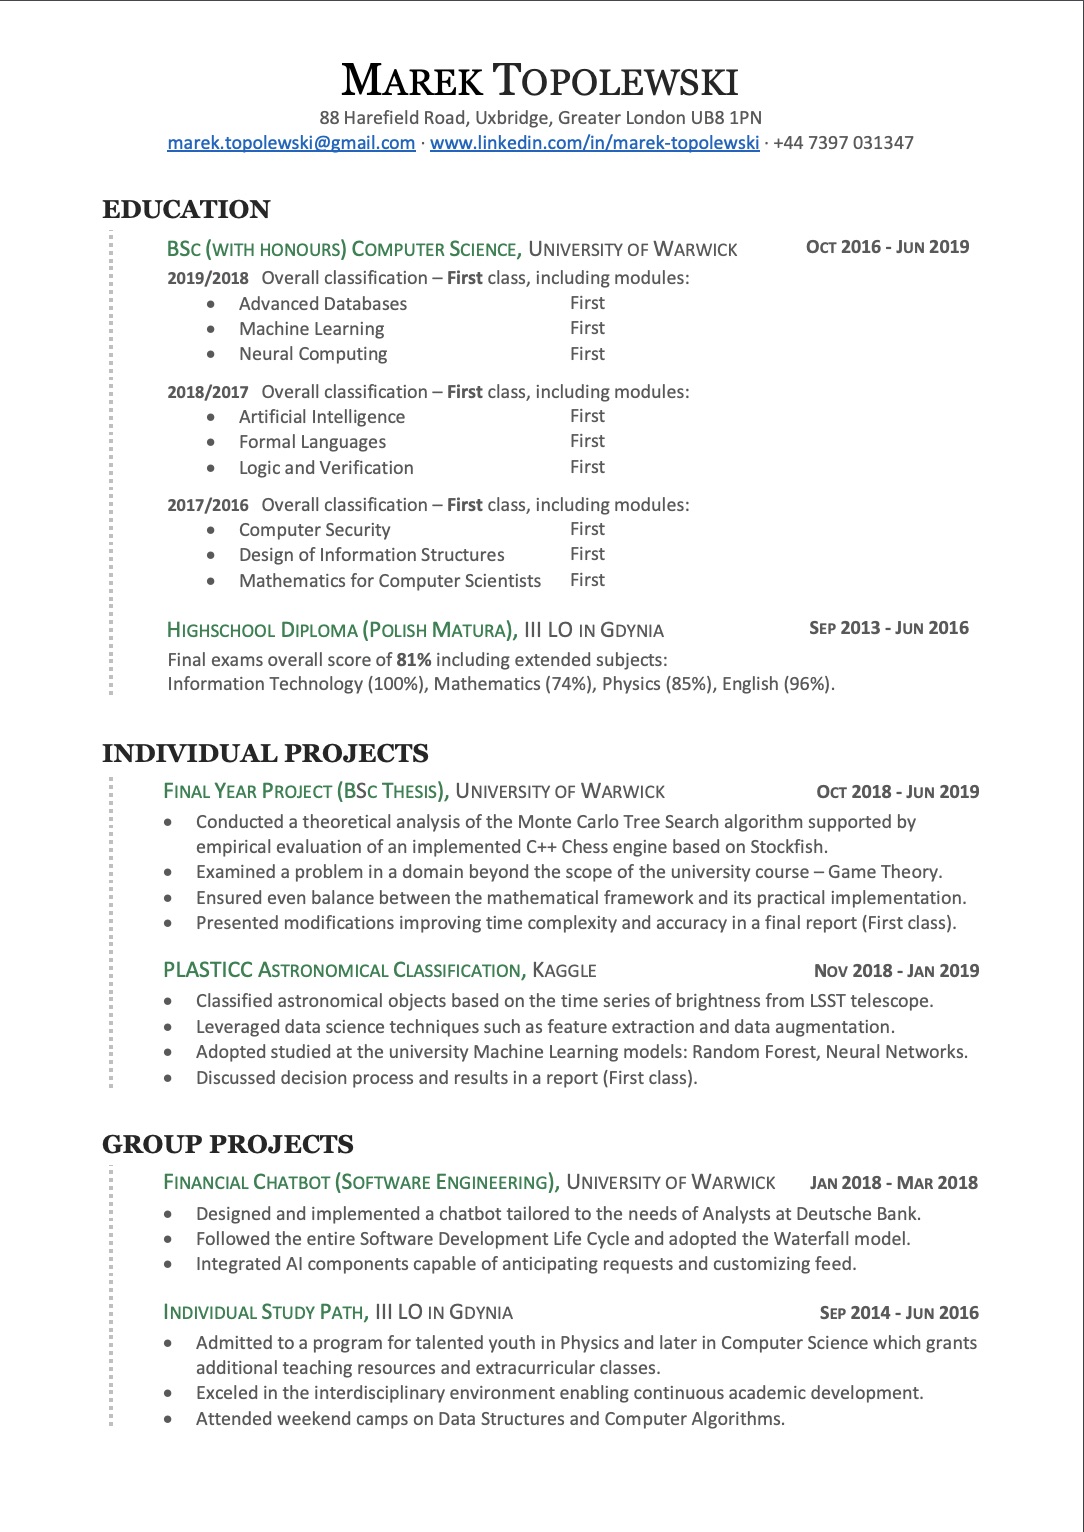 MAREK TOPOLEWSKI
88 Harefield Road, Uxbridge, Greater London UB8 1PN
marek.topolewski@gmail.com · www.linkedin.com/in/marek-topolewski · +44 7397 031347
EDUCATION
BSC (WITH HONOURS) COMPUTER SCIENCE, UNIVERSITY OF WARWICK OCT 2016 - JUN 2019
2019/2018 Overall classification – First class, including modules:
• Advanced Databases First
• Machine Learning First
• Neural Computing First
2018/2017 Overall classification – First class, including modules:
• Artificial Intelligence First
• Formal Languages First
• Logic and Verification First
2017/2016 Overall classification – First class, including modules:
• Computer Security First
• Design of Information Structures First
• Mathematics for Computer Scientists First
HIGHSCHOOL DIPLOMA (POLISH MATURA), III LO IN GDYNIA SEP 2013 - JUN 2016
Final exams overall score of 81% including extended subjects:
Information Technology (100%), Mathematics (74%), Physics (85%), English (96%).
INDIVIDUAL PROJECTS
FINAL YEAR PROJECT (BSC THESIS), UNIVERSITY OF WARWICK OCT 2018 - JUN 2019
• Conducted a theoretical analysis of the Monte Carlo Tree Search algorithm supported by
empirical evaluation of an implemented C++ Chess engine based on Stockfish.
• Examined a problem in a domain beyond the scope of the university course – Game Theory.
• Ensured even balance between the mathematical framework and its practical implementation.
• Presented modifications improving time complexity and accuracy in a final report (First class).
PLASTICC ASTRONOMICAL CLASSIFICATION, KAGGLE NOV 2018 - JAN 2019
• Classified astronomical objects based on the time series of brightness from LSST telescope.
• Leveraged data science techniques such as feature extraction and data augmentation.
• Adopted studied at the university Machine Learning models: Random Forest, Neural Networks.
• Discussed decision process and results in a report (First class).
GROUP PROJECTS
FINANCIAL CHATBOT (SOFTWARE ENGINEERING), UNIVERSITY OF WARWICK JAN 2018 - MAR 2018
• Designed and implemented a chatbot tailored to the needs of Analysts at Deutsche Bank.
• Followed the entire Software Development Life Cycle and adopted the Waterfall model.
• Integrated AI components capable of anticipating requests and customizing feed.
INDIVIDUAL STUDY PATH, III LO IN GDYNIA SEP 2014 - JUN 2016
• Admitted to a program for talented youth in Physics and later in Computer Science which grants
additional teaching resources and extracurricular classes.
• Exceled in the interdisciplinary environment enabling continuous academic development.
• Attended weekend camps on Data Structures and Computer Algorithms.